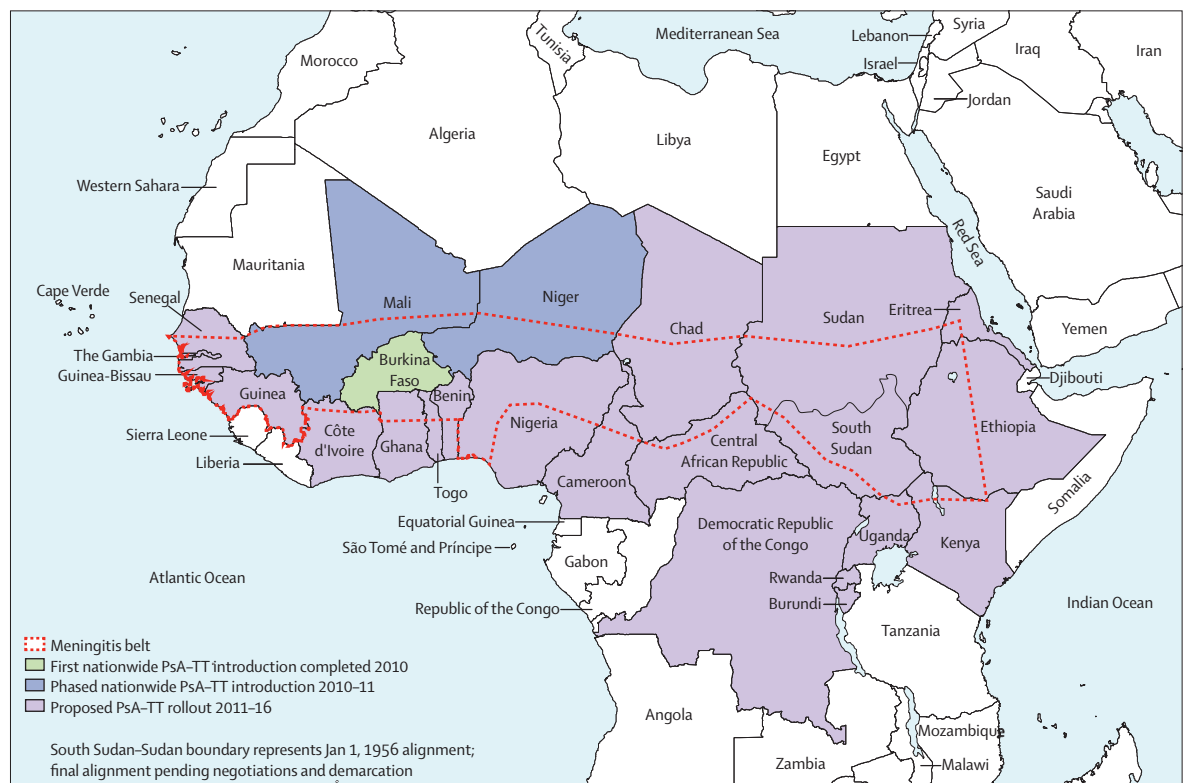 Mediterranean Sea
Tunisia
Lebanon
Syria
Israel
Iraq
Iran
Morocco
Jordan
Algeria
Libya
Egypt
Western Sahara
Saudi
Arabia
Red Sea
Mauritania
Cape Verde
Senegal
Mali
Niger
Chad
Sudan
Eritrea
Yemen
The Gambia
Burkina
Faso
Guinea-Bissau
Djibouti
Guinea
Benin
Sierra Leone
Côte
d'Ivoire
Ghana
Nigeria
South
Sudan
Ethiopia
Central
African Republic
Liberia
Togo
Cameroon
Somalia
Equatorial Guinea
Democratic Republic
of the Congo
Uganda
Kenya
São Tomé and Príncipe
Gabon
Atlantic Ocean
Rwanda
Republic of the Congo
Burundi
Indian Ocean
Tanzania
Meningitis belt
First nationwide PsA–TT introduction completed 2010
Phased nationwide PsA–TT introduction 2010–11
Proposed PsA–TT rollout 2011–16
Angola
Mozambique
Zambia
Malawi
South Sudan–Sudan boundary represents Jan 1, 1956 alignment;
final alignment pending negotiations and demarcation